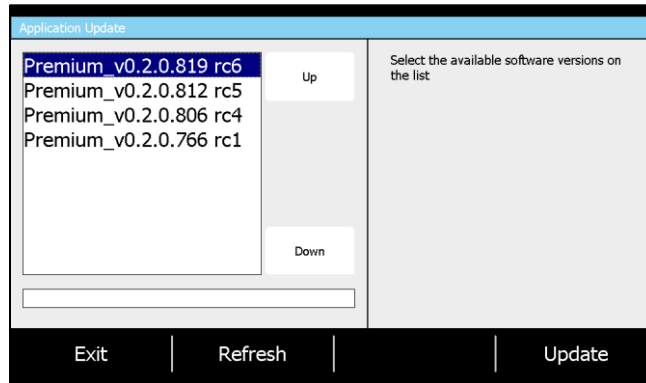 Application Update
Premium_v0.2.0.819 rc6
Premium_v0.2.0.812 rc5
Premium_v0.2.0.806 rc4
Premium_v0.2.0.766 rc1
Up
Down
Select the available software versions on
the list
Exit
Refresh
Update